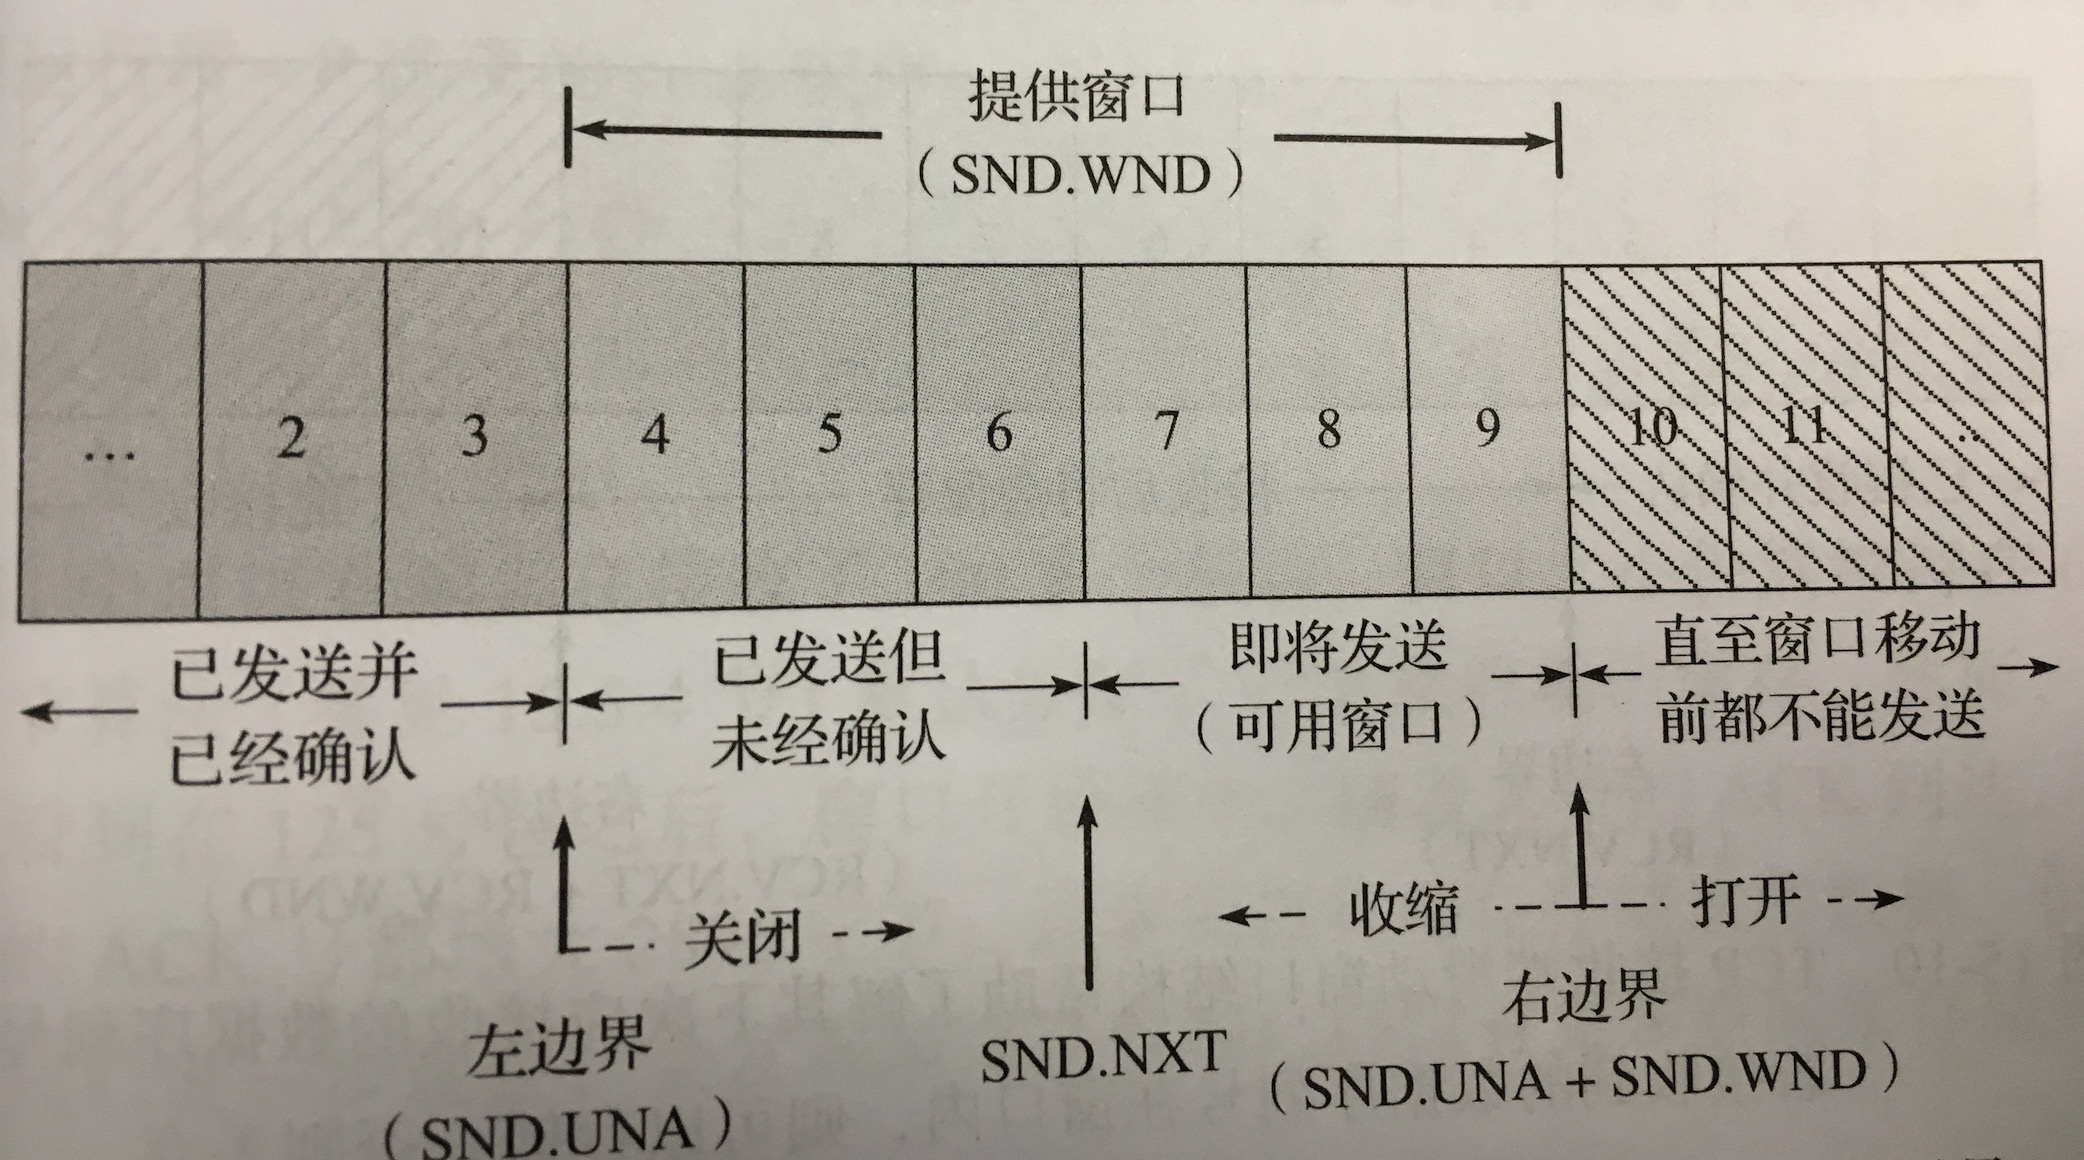 提供窗口
（SND.WND）
… 2 3 4 5 6 7 8 9 10 11 …
已发送并
已经确认
已发送但
未经确认
即将发送
（可用窗口）
直至窗口移动
前都不能发送
关闭
收缩
打开
左边界
（SND.UNA）
SND.NXT
右边界
（SND.UNA + SND.WND）